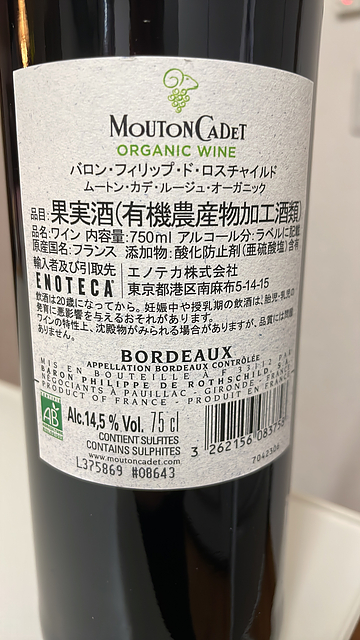 MOUTON CADET
ORGANIC WINE
バロン・フィリップ・ド・ロスチャイルド
ムートン・カデ・ルージュ・オーガニック
品目:果実酒(有機農産物加工酒類)
品名:ワイン 内容量:750ml アルコール分:ラベルに記載
原産国名:フランス 添加物:酸化防止剤(亜硫酸塩)含有
輸入者及び引取先 エノテカ株式会社
ENOTECA 東京都港区南麻布5-14-15
飲酒は20歳になってから。妊娠中や授乳期の飲酒は、胎児・乳児の
発育に悪影響を与えるおそれがあります。
ワインの特性上、沈殿物がみられる場合がありますが、品質には問題
ありません。
BORDEAUX
APPELLATION BORDEAUX CONTRÔLÉE
MIS EN BOUTEILLE À F 33112 PAR
BARON PHILIPPE DE ROTHSCHILD
NÉGOCIANTS À PAUILLAC - GIRONDE - FRANCE
PRODUCT OF FRANCE - PRODUIT EN FRANCE
AB
Alc.14,5 % Vol. 75 cl
CONTIENT SULFITES
CONTAINS SULPHITES
www.moutoncadet.com
L375869 #08643
3 262156 083758